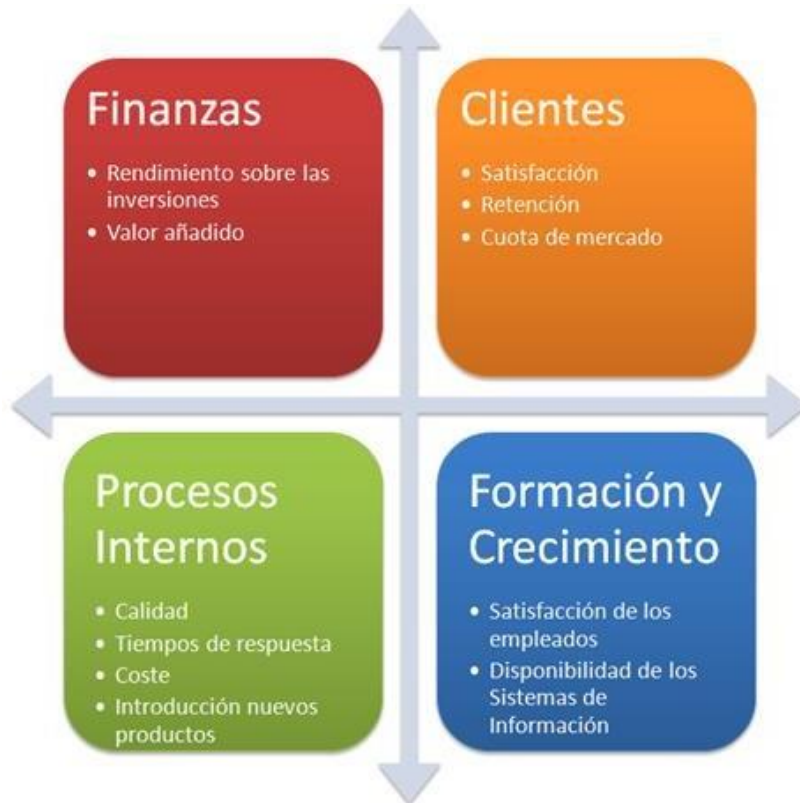 Finanzas
• Rendimiento sobre las
inversiones
• Valor añadido
Clientes
• Satisfacción
• Retención
• Cuota de mercado
Procesos
Internos
• Calidad
• Tiempos de respuesta
• Coste
• Introducción nuevos
productos
Formación y
Crecimiento
• Satisfacción de los
empleados
• Disponibilidad de los
Sistemas de
Información